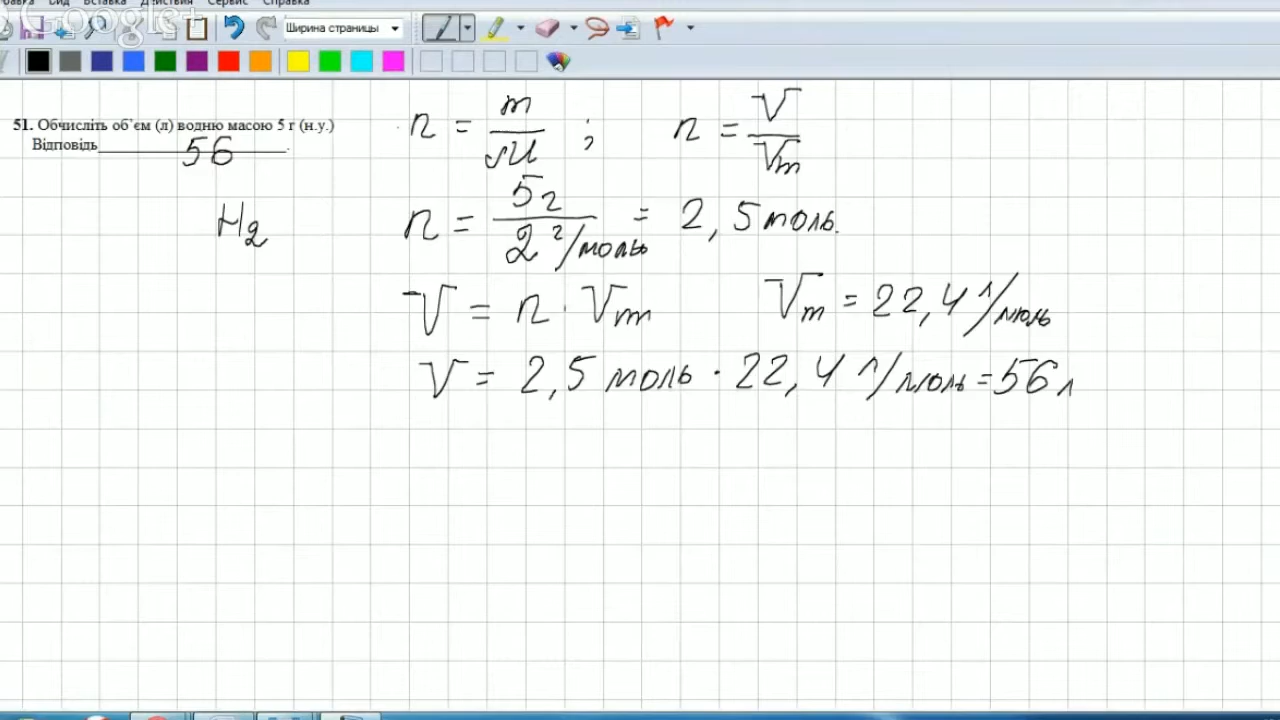 Вид Вставка Действия Сервис Справка
Google+
Ширина страницы
51. Обчисліть об'єм (л) водню масою 5 г (н.у.)
Відповідь 56.
H₂
n = m/M ; n = V/Vm
n = 5г/2 г/моль = 2,5 моль.
V = n · Vm Vm = 22,4 л/моль
V = 2,5 моль · 22,4 л/моль = 56 л